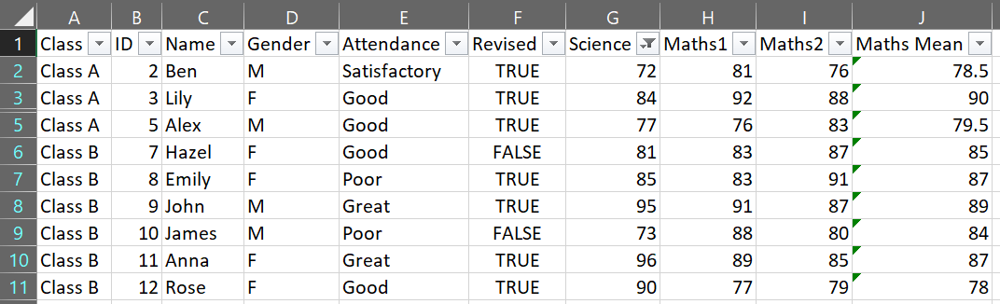 A B C D E F G H I J
1 Class ID Name Gender Attendance Revised Science Maths1 Maths2 Maths Mean
2 Class A 2 Ben M Satisfactory TRUE 72 81 76 78.5
3 Class A 3 Lily F Good TRUE 84 92 88 90
5 Class A 5 Alex M Good TRUE 77 76 83 79.5
6 Class B 7 Hazel F Good FALSE 81 83 87 85
7 Class B 8 Emily F Poor TRUE 85 83 91 87
8 Class B 9 John M Great TRUE 95 91 87 89
9 Class B 10 James M Poor FALSE 73 88 80 84
10 Class B 11 Anna F Great TRUE 96 89 85 87
11 Class B 12 Rose F Good TRUE 90 77 79 78